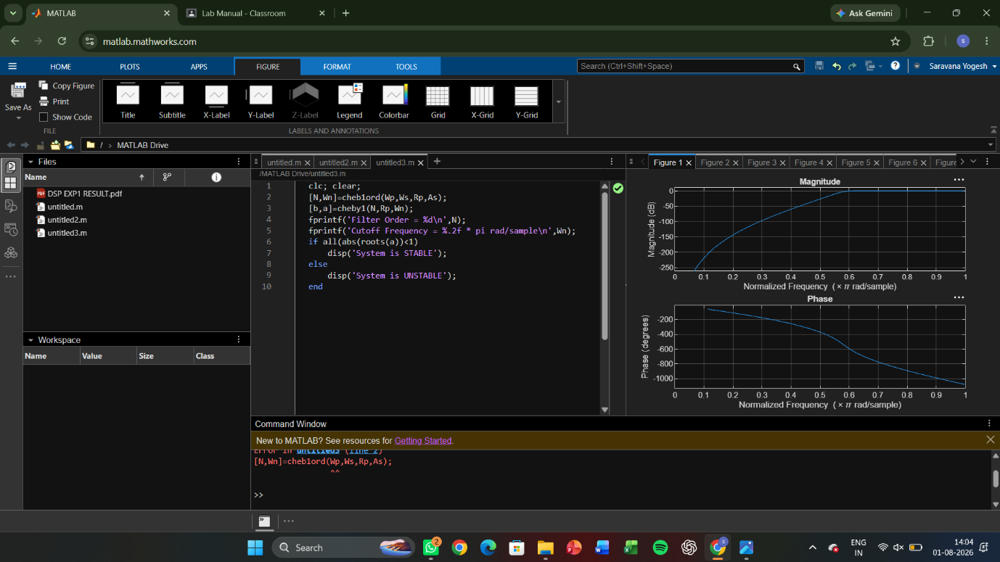 MATLAB
Lab Manual - Classroom
Ask Gemini
matlab.mathworks.com
S
HOME PLOTS APPS FIGURE FORMAT TOOLS
Search (Ctrl+Shift+Space)
Saravana Yogesh
Save As
Copy Figure
Print
Show Code
FILE
Title Subtitle X-Label Y-Label Z-Label Legend Colorbar Grid X-Grid Y-Grid
LABELS AND ANNOTATIONS
/ > MATLAB Drive
Files
Name
PDF DSP EXP1 RESULT.pdf
untitled.m
untitled2.m
untitled3.m
Workspace
Name Value Size Class
untitled.m untitled2.m untitled3.m
/MATLAB Drive/untitled3.m
1 clc; clear;
2 [N,Wn]=cheb1ord(Wp,Ws,Rp,As);
3 [b,a]=cheby1(N,Rp,Wn);
4 fprintf('Filter Order = %d\n',N);
5 fprintf('Cutoff Frequency = %.2f * pi rad/sample\n',Wn);
6 if all(abs(roots(a))<1)
7 disp('System is STABLE');
8 else
9 disp('System is UNSTABLE');
10 end
Figure 1 Figure 2 Figure 3 Figure 4 Figure 5 Figure 6 Figure
Magnitude
Magnitude (dB)
0
-50
-100
-150
-200
-250
0 0.1 0.2 0.3 0.4 0.5 0.6 0.7 0.8 0.9 1
Normalized Frequency (×π rad/sample)
Phase
Phase (degrees)
-200
-400
-600
-800
-1000
0 0.1 0.2 0.3 0.4 0.5 0.6 0.7 0.8 0.9 1
Normalized Frequency (×π rad/sample)
Command Window
New to MATLAB? See resources for Getting Started.
Error in untitled3 (line 2)
[N,Wn]=cheb1ord(Wp,Ws,Rp,As);
^^
>>
Search
2
ENG
IN
14:04
01-08-2026